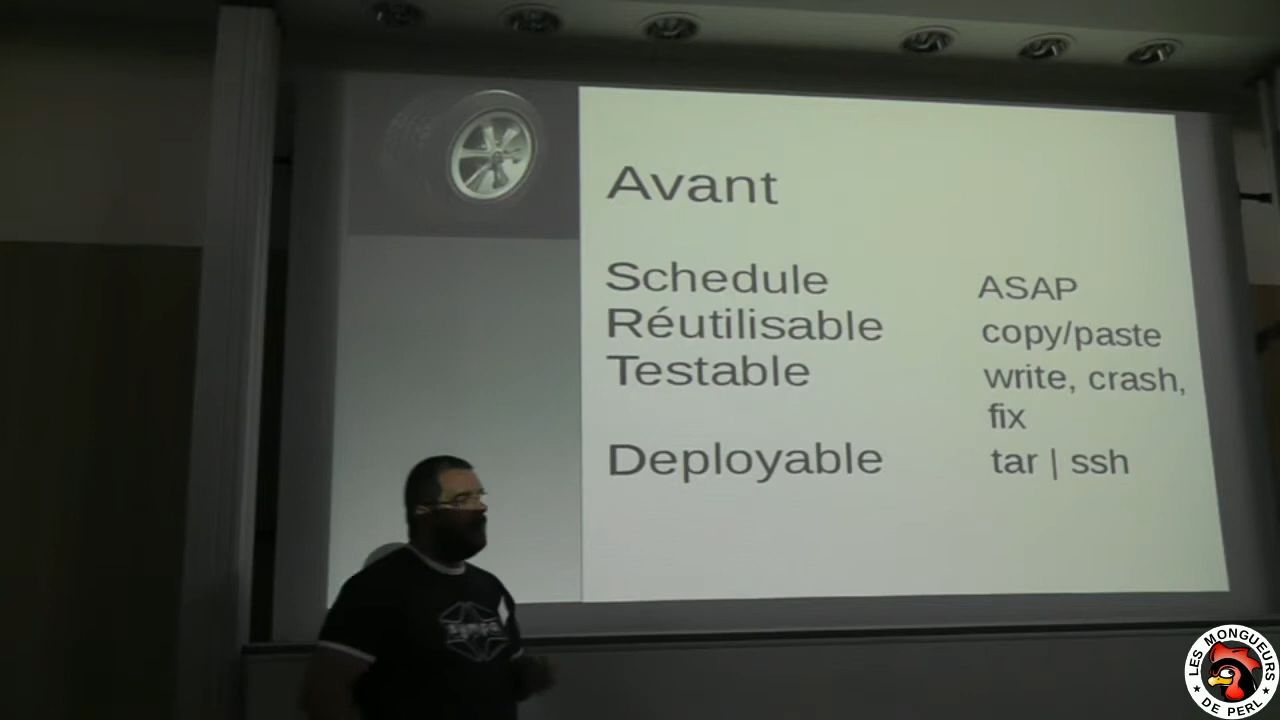 Avant
Schedule ASAP
Réutilisable copy/paste
Testable write, crash,
fix
Deployable tar | ssh
LES MONGUEURS
DE PERL